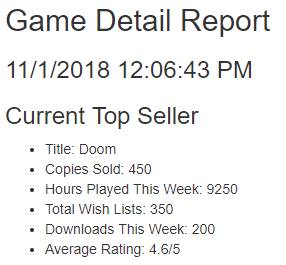 Game Detail Report
11/1/2018 12:06:43 PM
Current Top Seller
Title: Doom
Copies Sold: 450
Hours Played This Week: 9250
Total Wish Lists: 350
Downloads This Week: 200
Average Rating: 4.6/5